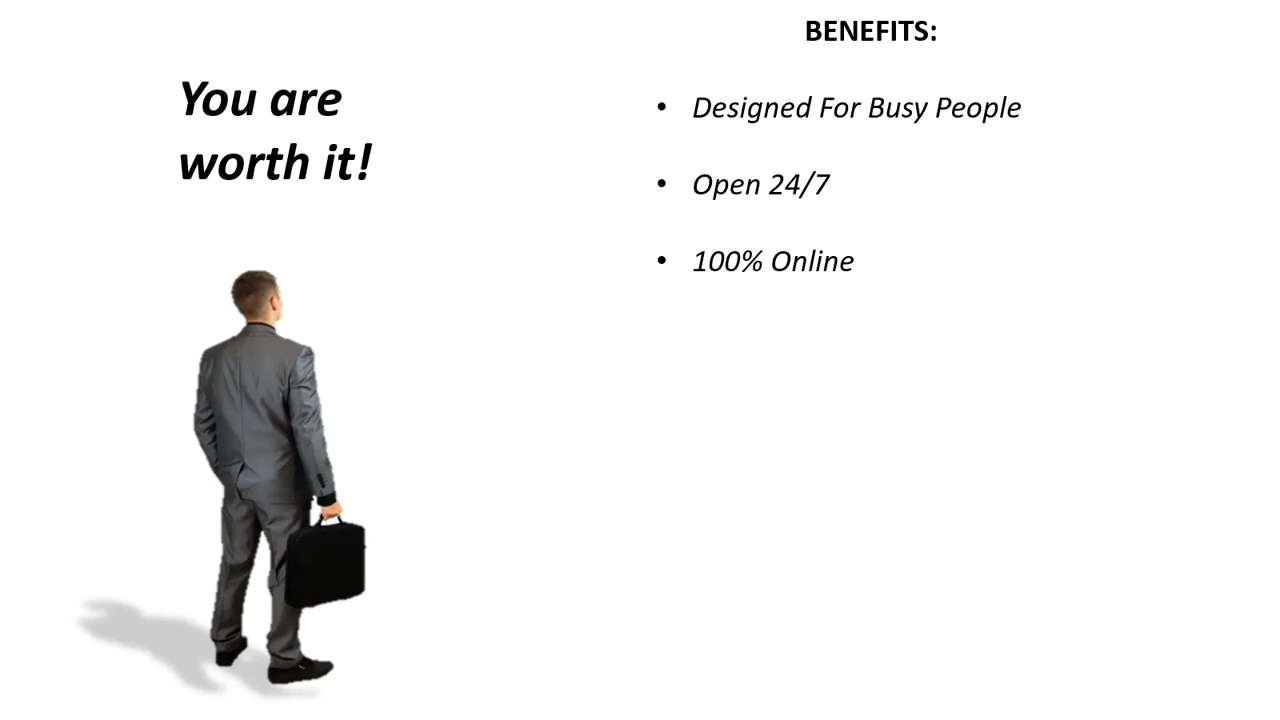 You are
worth it!
BENEFITS:
• Designed For Busy People
• Open 24/7
• 100% Online